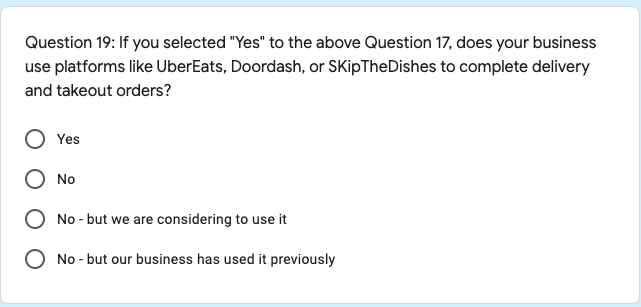 Question 19: If you selected "Yes" to the above Question 17, does your business
use platforms like UberEats, Doordash, or SKipTheDishes to complete delivery
and takeout orders?
Yes
No
No - but we are considering to use it
No - but our business has used it previously